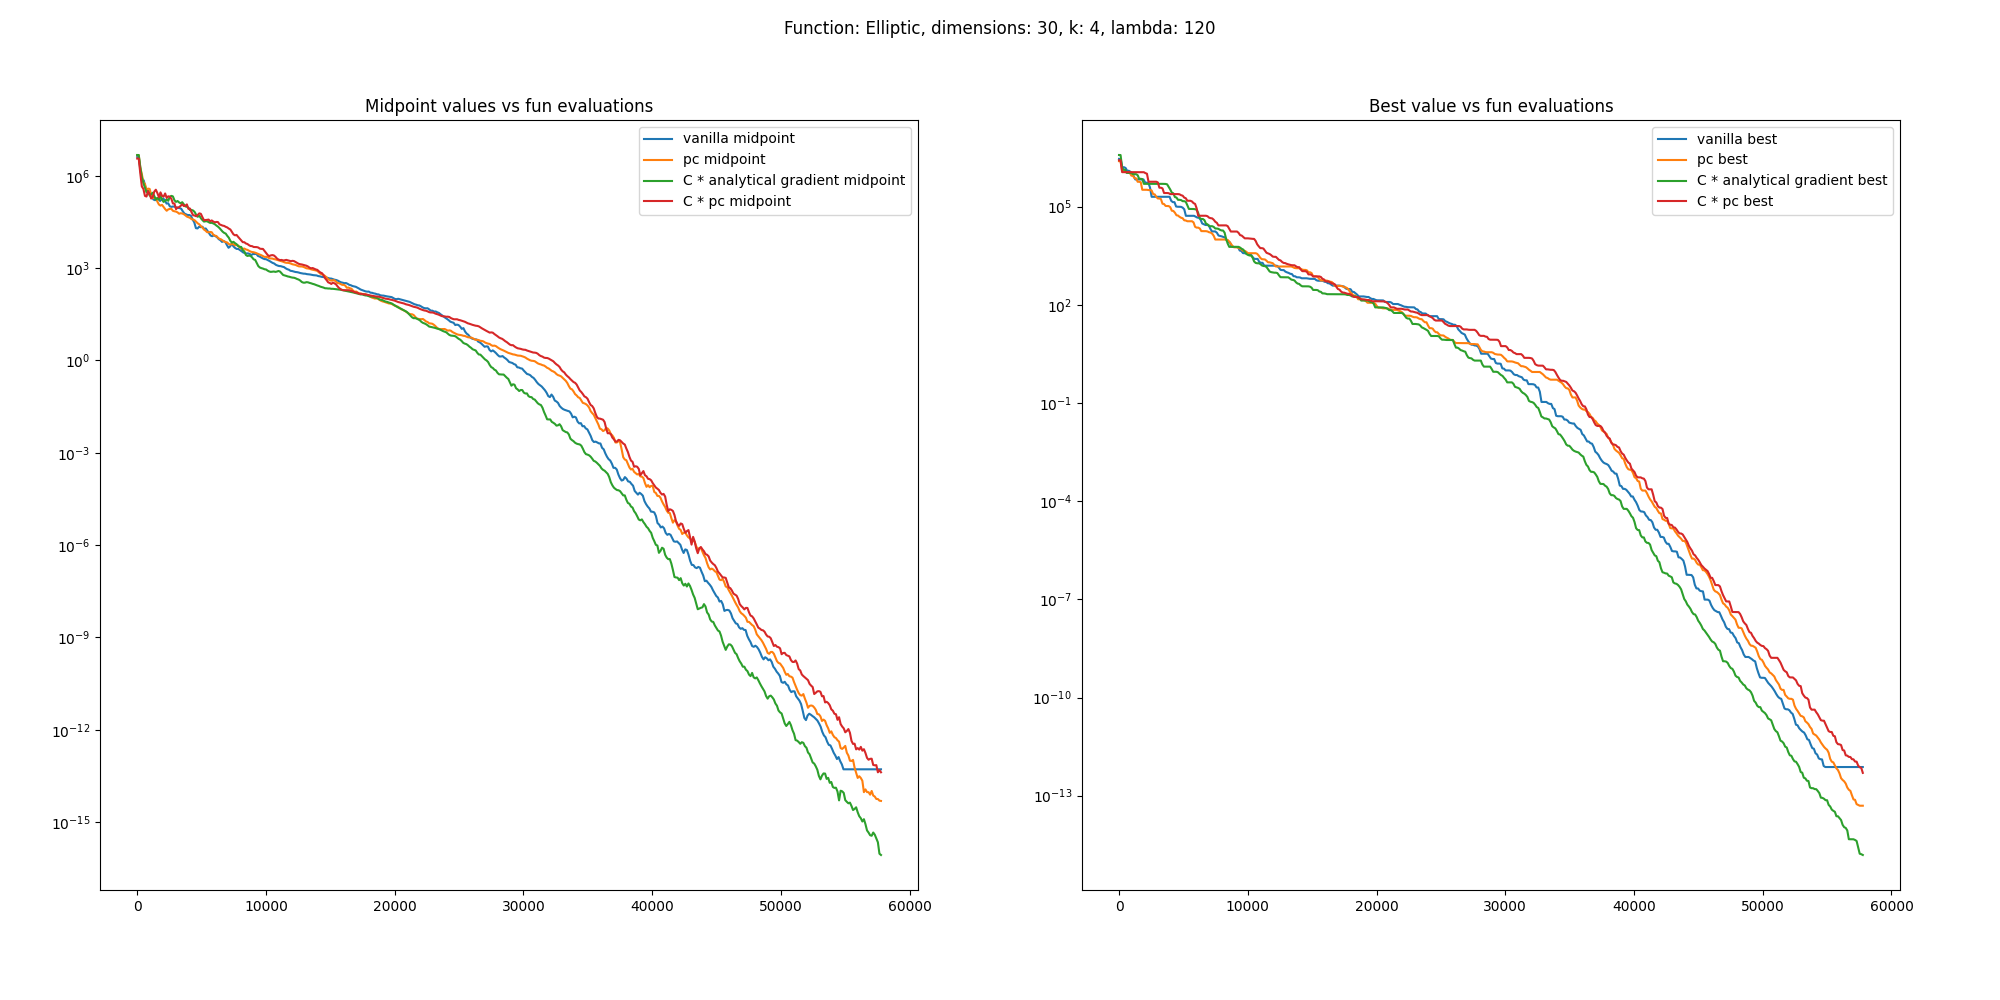 Function: Elliptic, dimensions: 30, k: 4, lambda: 120
Midpoint values vs fun evaluations
vanilla midpoint
pc midpoint
C * analytical gradient midpoint
C * pc midpoint
10^6
10^3
10^0
10^−3
10^−6
10^−9
10^−12
10^−15
0 10000 20000 30000 40000 50000 60000
Best value vs fun evaluations
vanilla best
pc best
C * analytical gradient best
C * pc best
10^5
10^2
10^−1
10^−4
10^−7
10^−10
10^−13
0 10000 20000 30000 40000 50000 60000